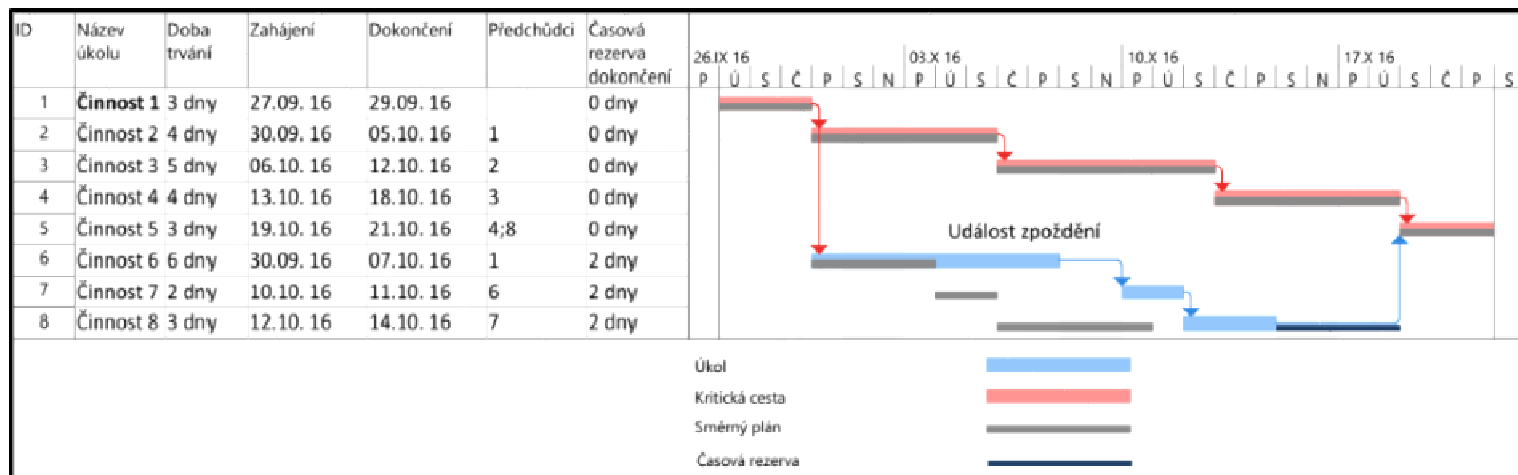 ID Název úkolu Doba trvání Zahájení Dokončení Předchůdci Časová rezerva dokončení
26.IX 16 03.X 16 10.X 16 17.X 16
P Ú S Č P S N P Ú S Č P S N P Ú S Č P S N P Ú S Č P S
1 Činnost 1 3 dny 27.09. 16 29.09. 16 0 dny
2 Činnost 2 4 dny 30.09. 16 05.10. 16 1 0 dny
3 Činnost 3 5 dny 06.10. 16 12.10. 16 2 0 dny
4 Činnost 4 4 dny 13.10. 16 18.10. 16 3 0 dny
5 Činnost 5 3 dny 19.10. 16 21.10. 16 4;8 0 dny
Událost zpoždění
6 Činnost 6 6 dny 30.09. 16 07.10. 16 1 2 dny
7 Činnost 7 2 dny 10.10. 16 11.10. 16 6 2 dny
8 Činnost 8 3 dny 12.10. 16 14.10. 16 7 2 dny
Úkol
Kritická cesta
Směrný plán
Časová rezerva